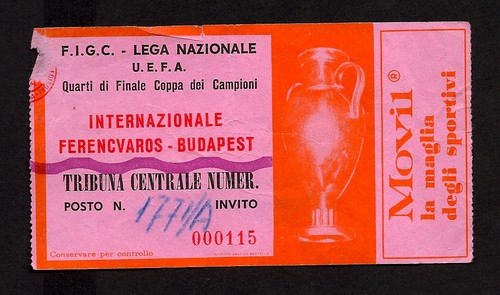 F.I.G.C. - LEGA NAZIONALE
U.E.F.A.
Quarti di Finale Coppa dei Campioni
INTERNAZIONALE
FERENCVAROS - BUDAPEST
TRIBUNA CENTRALE NUMER.
POSTO N. 177/A INVITO
000115
Conservare per controllo
Movil®
la maglia
degli sportivi